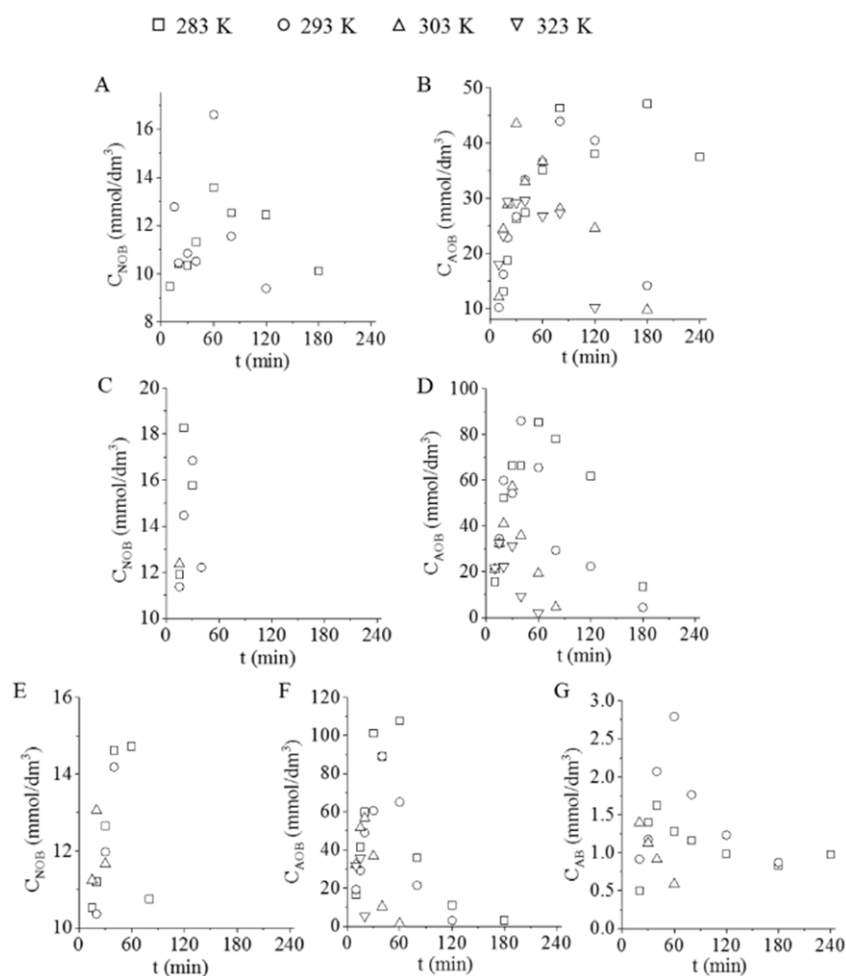 □ 283 K ○ 293 K △ 303 K ▽ 323 K
A
C_NOB (mmol/dm³)
16
14
12
10
8
0 60 120 180 240
t (min)
B
C_AOB (mmol/dm³)
50
40
30
20
10
0 60 120 180 240
t (min)
C
C_NOB (mmol/dm³)
20
18
16
14
12
10
0 60 120 180 240
t (min)
D
C_AOB (mmol/dm³)
100
80
60
40
20
0
0 60 120 180 240
t (min)
E
C_NOB (mmol/dm³)
16
14
12
10
0 60 120 180 240
t (min)
F
C_AOB (mmol/dm³)
120
100
80
60
40
20
0
0 60 120 180 240
t (min)
G
C_AB (mmol/dm³)
3.0
2.5
2.0
1.5
1.0
0.5
0.0
0 60 120 180 240
t (min)